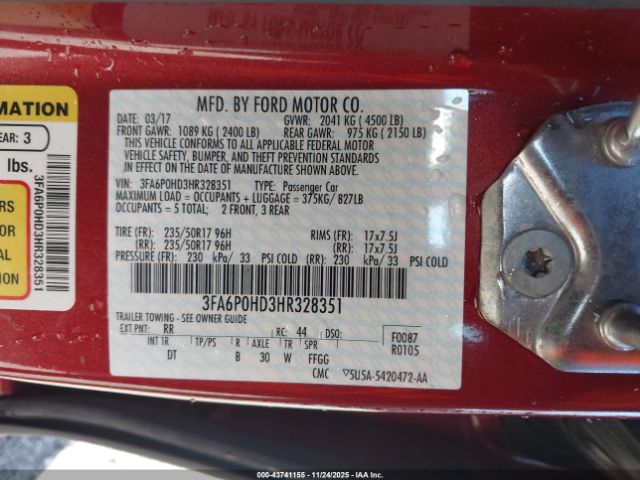 RMATION
EAR: 3
lbs.
RS
OR
AL
ION
3FA6P0HD3HR328351
MFD. BY FORD MOTOR CO.
DATE: 03/17 GVWR: 2041 KG ( 4500 LB)
FRONT GAWR: 1089 KG ( 2400 LB) REAR GAWR: 975 KG ( 2150 LB)
THIS VEHICLE CONFORMS TO ALL APPLICABLE FEDERAL MOTOR
VEHICLE SAFETY, BUMPER, AND THEFT PREVENTION STANDARDS
IN EFFECT ON THE DATE OF MANUFACTURE SHOWN ABOVE.
VIN: 3FA6P0HD3HR328351 TYPE: Passenger Car
MAXIMUM LOAD = OCCUPANTS + LUGGAGE = 375KG/ 827LB
OCCUPANTS = 5 TOTAL: 2 FRONT, 3 REAR
TIRE (FR): 235/50R17 96H RIMS (FR): 17x7.5J
(RR): 235/50R17 96H (RR): 17x7.5J
PRESSURE (FR): 230 kPa/ 33 PSI COLD (RR): 230 kPa/ 33 PSI COLD
3FA6P0HD3HR328351
TRAILER TOWING - SEE OWNER GUIDE
EXT PNT: RR RC: 44 DSO: F0087
R0105
INT TR TP/PS R AXLE TR SPR
DT B 30 W FFGG
CMC ▽5U5A-5420472-AA
00 - 43741155 - 11/24/2025 - IAAI.com